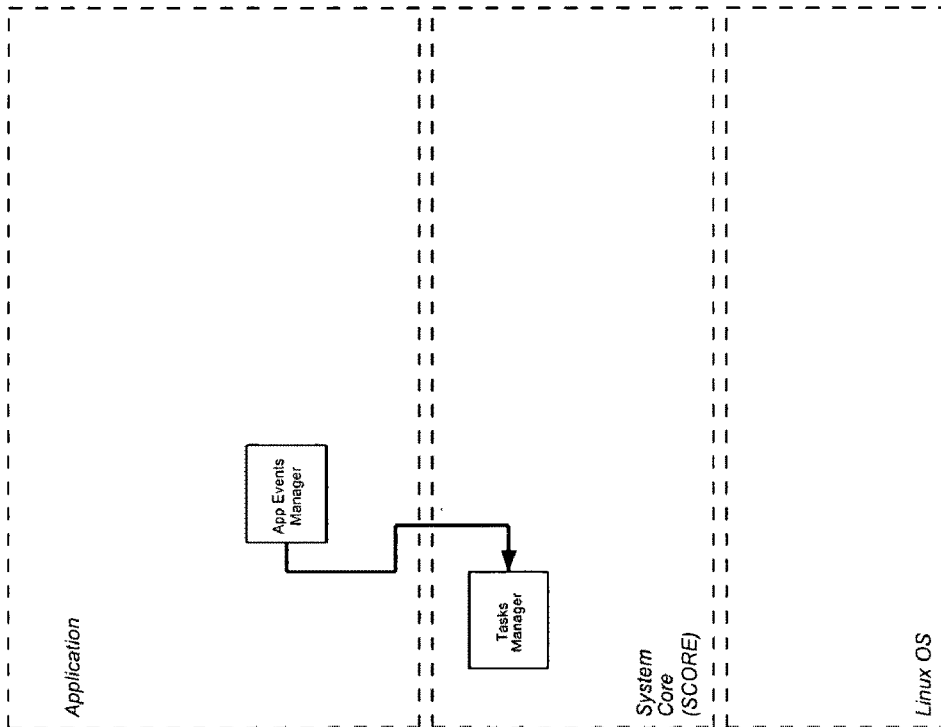 Application
App Events
Manager
Tasks
Manager
System
Core
(SCORE)
Linux OS